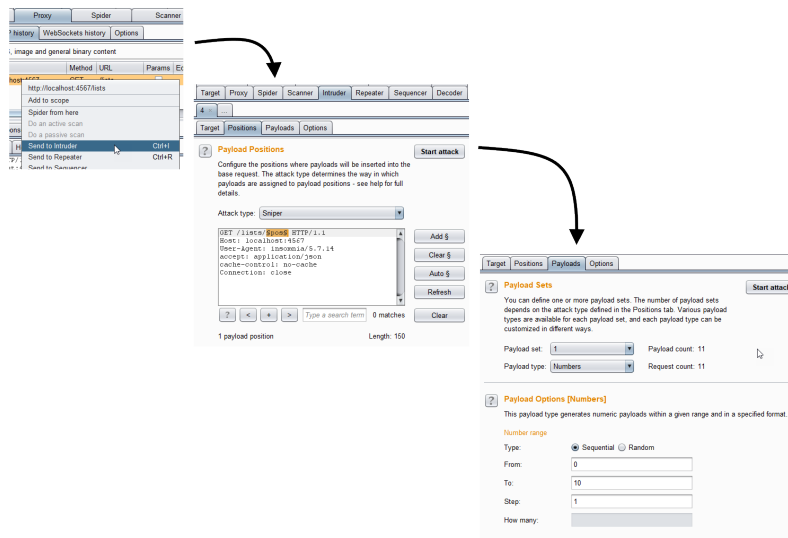 Proxy Spider Scanner
history WebSockets history Options
, image and general binary content
Method URL Params
http://localhost:4567/lists
Add to scope
Spider from here
Do an active scan
Do a passive scan
Send to Intruder Ctrl+I
Send to Repeater Ctrl+R
Send to Sequencer
Target Proxy Spider Scanner Intruder Repeater Sequencer Decoder
4 × ...
Target Positions Payloads Options
? Payload Positions Start attack
Configure the positions where payloads will be inserted into the
base request. The attack type determines the way in which
payloads are assigned to payload positions - see help for full
details.
Attack type: Sniper
GET /lists/§pos§ HTTP/1.1
Host: localhost:4567
User-Agent: insomnia/5.7.14
accept: application/json
cache-control: no-cache
Connection: close
Add §
Clear §
Auto §
Refresh
? < + > Type a search term 0 matches Clear
1 payload position Length: 150
Target Positions Payloads Options
? Payload Sets Start attack
You can define one or more payload sets. The number of payload sets
depends on the attack type defined in the Positions tab. Various payload
types are available for each payload set, and each payload type can be
customized in different ways.
Payload set: 1 Payload count: 11
Payload type: Numbers Request count: 11
? Payload Options [Numbers]
This payload type generates numeric payloads within a given range and in a specified format.
Number range
Type: Sequential Random
From: 0
To: 10
Step: 1
How many: